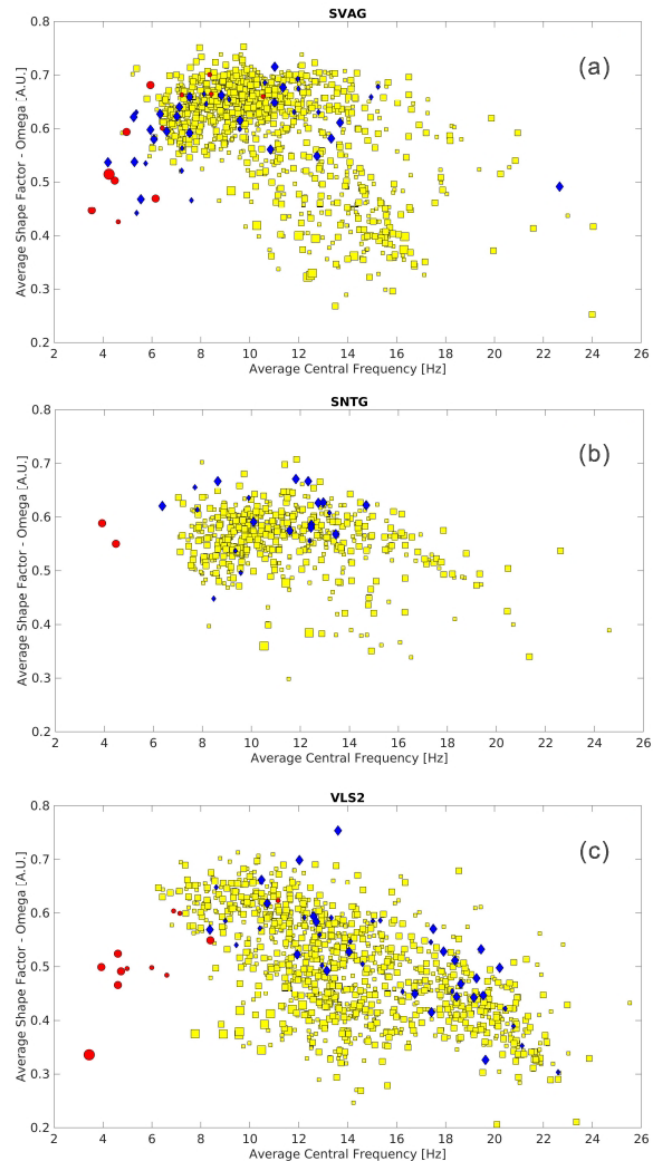 SVAG
(a)
Average Shape Factor - Omega [A.U.]
0.8
0.7
0.6
0.5
0.4
0.3
0.2
2 4 6 8 10 12 14 16 18 20 22 24 26
Average Central Frequency [Hz]
SNTG
(b)
Average Shape Factor - Omega [A.U.]
0.8
0.7
0.6
0.5
0.4
0.3
0.2
2 4 6 8 10 12 14 16 18 20 22 24 26
Average Central Frequency [Hz]
VLS2
(c)
Average Shape Factor - Omega [A.U.]
0.8
0.7
0.6
0.5
0.4
0.3
0.2
2 4 6 8 10 12 14 16 18 20 22 24 26
Average Central Frequency [Hz]